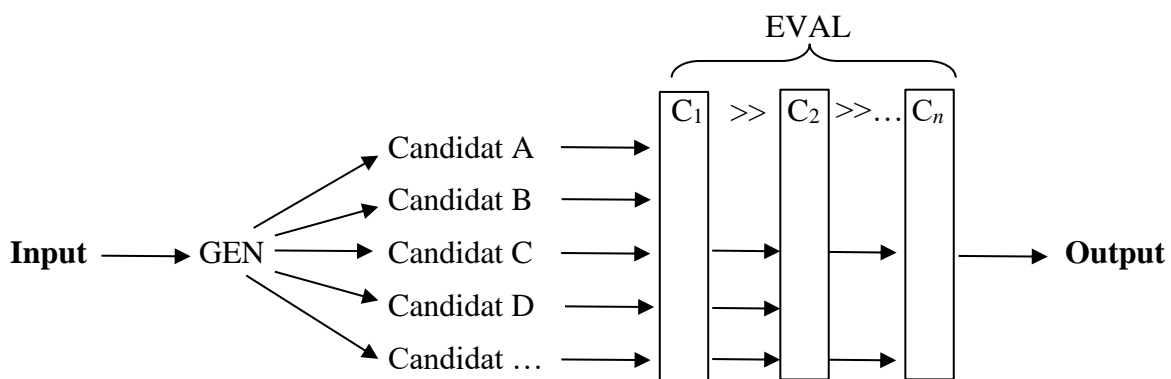 EVAL
C1 >> C2 >>… Cn
Candidat A
Candidat B
Input GEN Candidat C Output
Candidat D
Candidat …